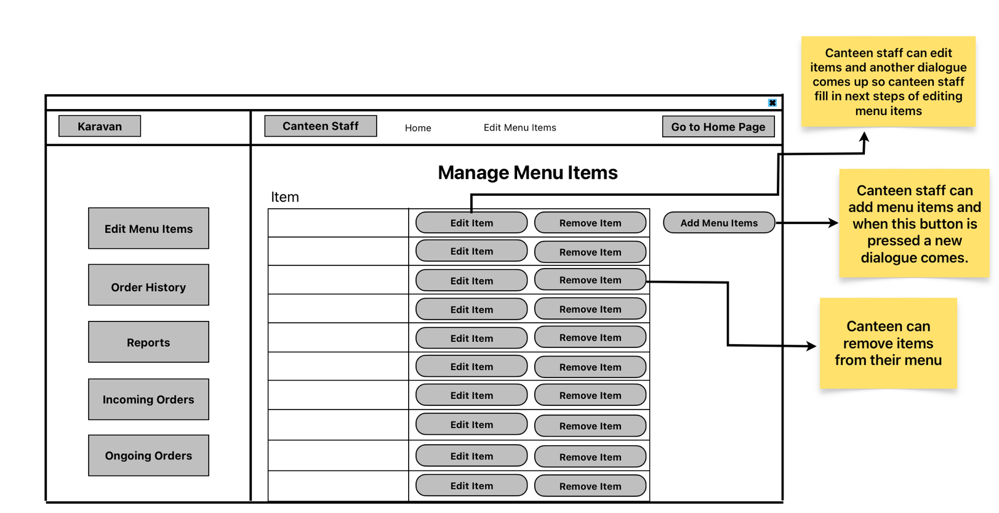 Canteen staff can edit
items and another dialogue
comes up so canteen staff
fill in next steps of editing
menu items
Karavan
Canteen Staff
Home
Edit Menu Items
Go to Home Page
Manage Menu Items
Item
Edit Menu Items
Order History
Reports
Incoming Orders
Ongoing Orders
Edit Item
Remove Item
Edit Item
Remove Item
Edit Item
Remove Item
Edit Item
Remove Item
Edit Item
Remove Item
Edit Item
Remove Item
Edit Item
Remove Item
Edit Item
Remove Item
Edit Item
Remove Item
Edit Item
Remove Item
Add Menu Items
Canteen staff can
add menu items and
when this button is
pressed a new
dialogue comes.
Canteen can
remove items
from their menu